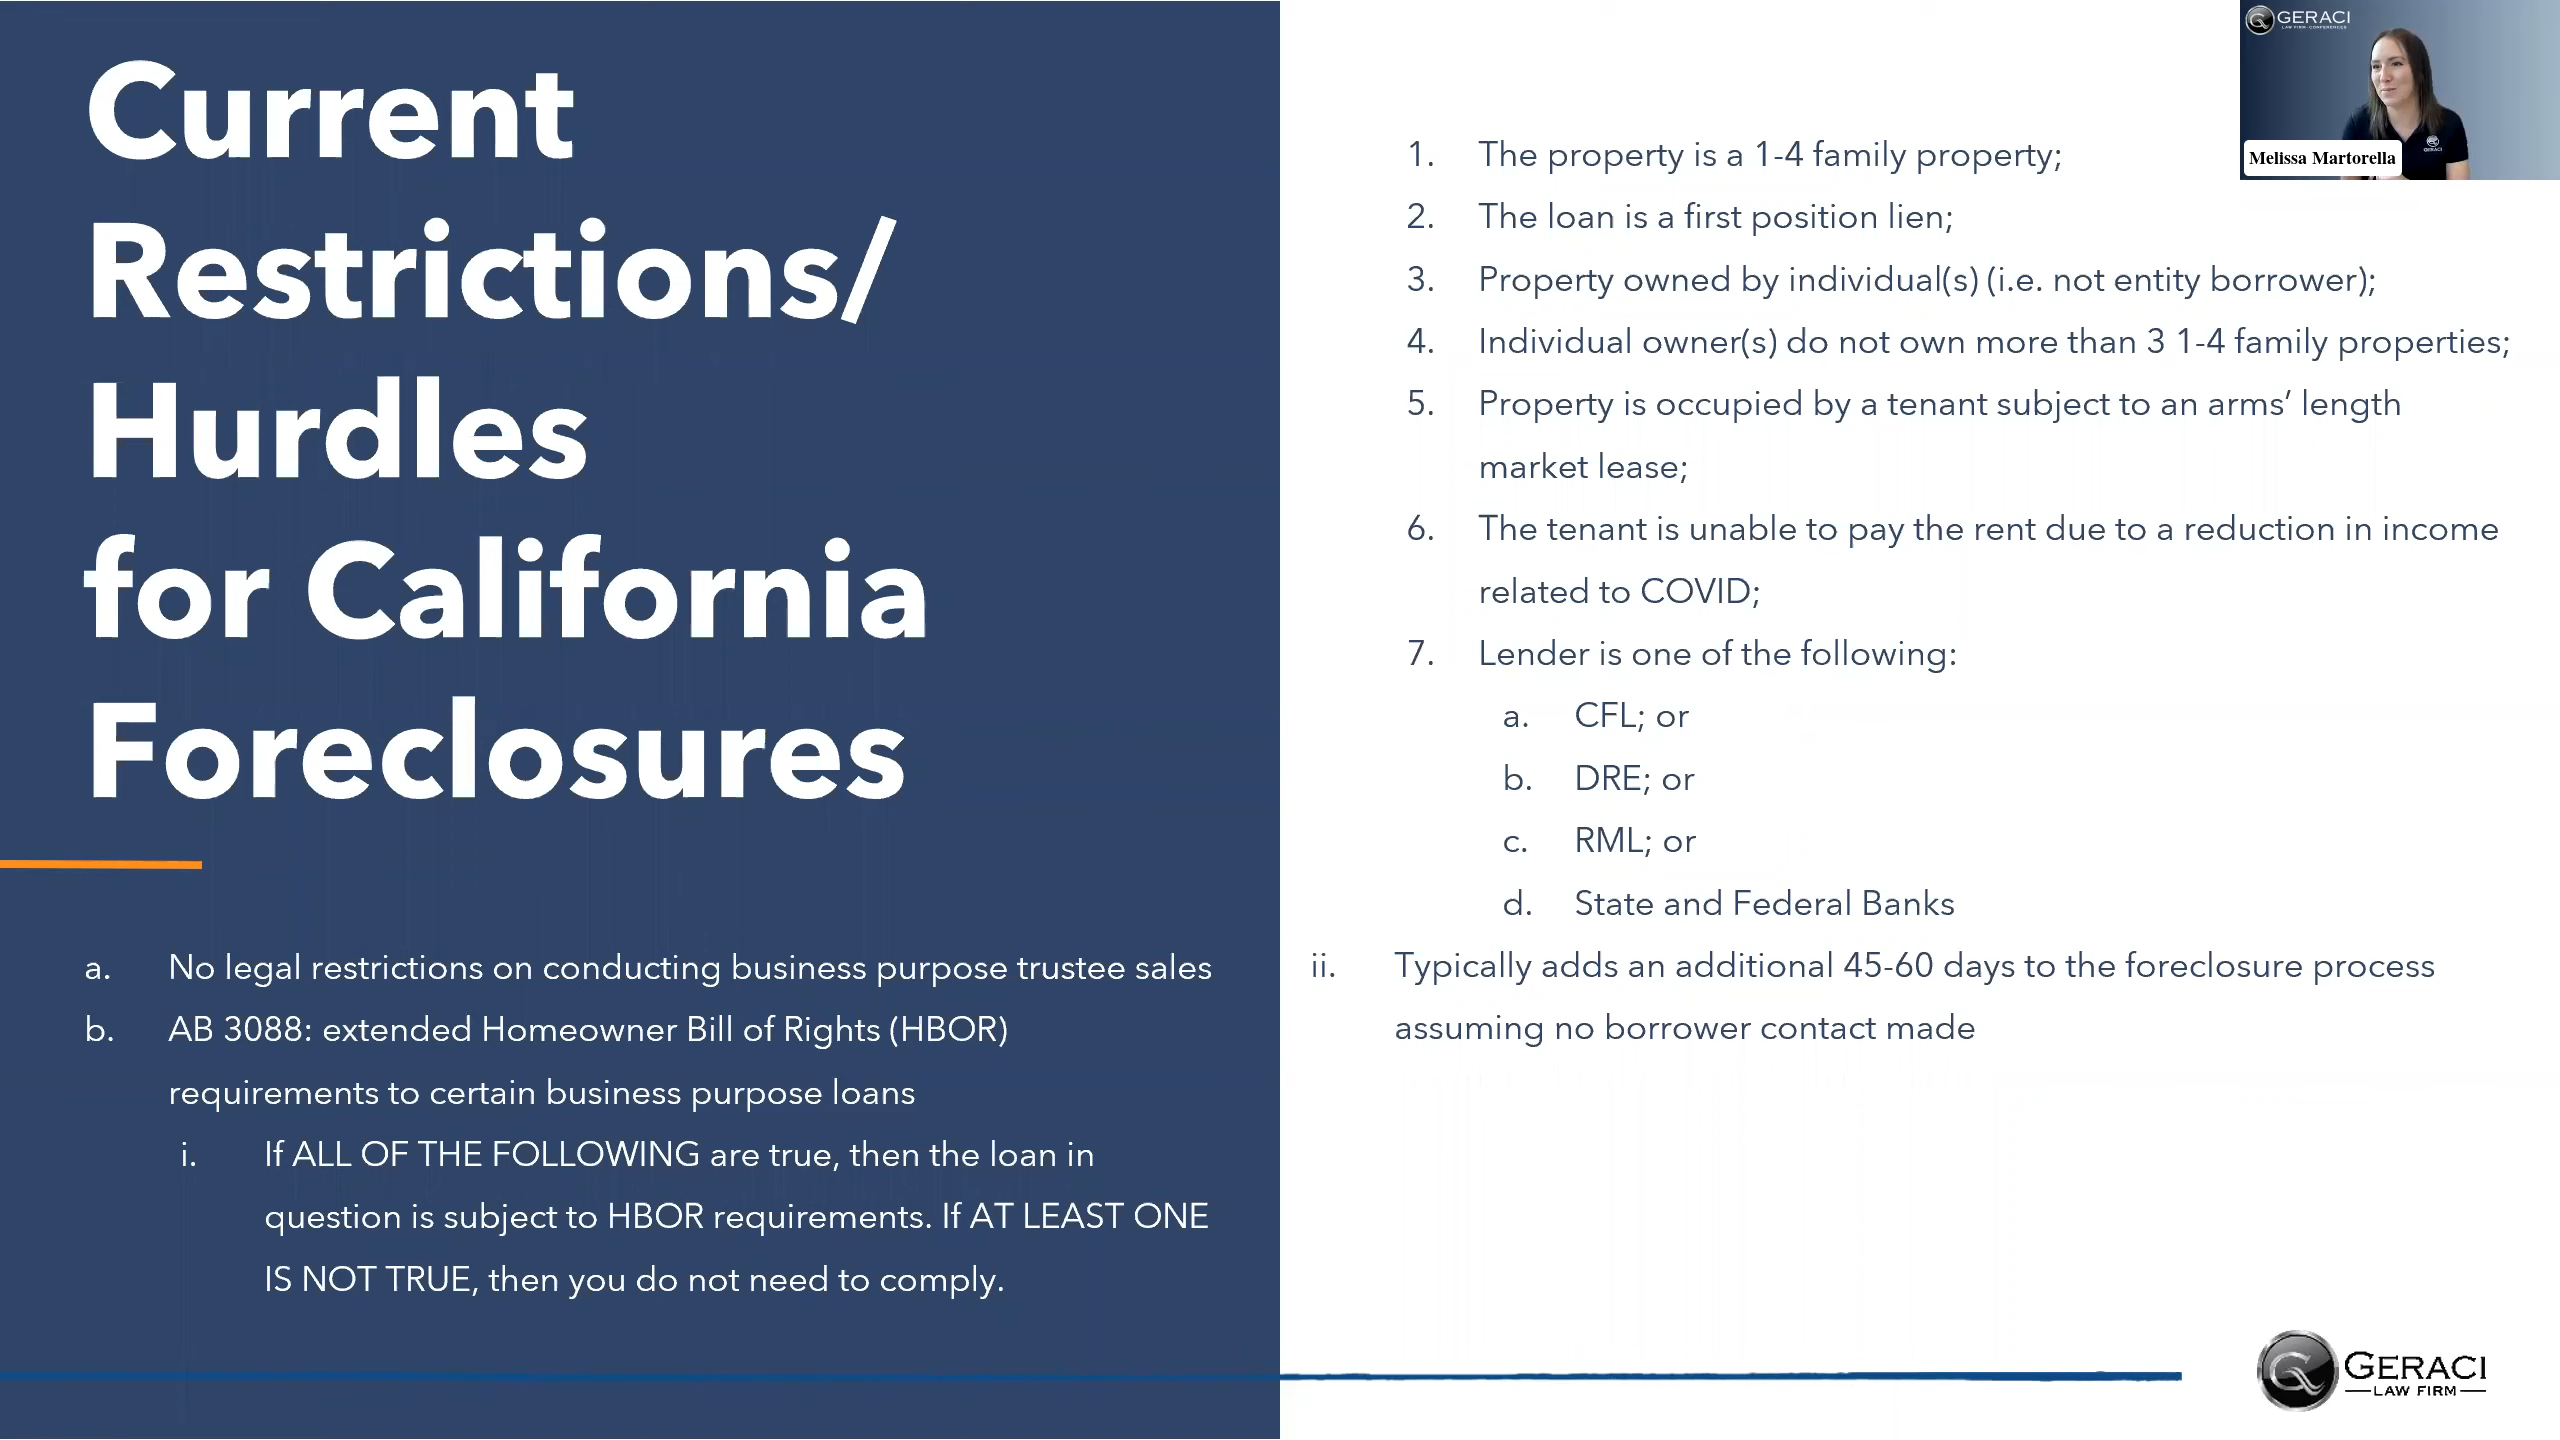 Current
Restrictions/
Hurdles
for California
Foreclosures
a. No legal restrictions on conducting business purpose trustee sales
b. AB 3088: extended Homeowner Bill of Rights (HBOR)
requirements to certain business purpose loans
i. If ALL OF THE FOLLOWING are true, then the loan in
question is subject to HBOR requirements. If AT LEAST ONE
IS NOT TRUE, then you do not need to comply.
1. The property is a 1-4 family property;
2. The loan is a first position lien;
3. Property owned by individual(s) (i.e. not entity borrower);
4. Individual owner(s) do not own more than 3 1-4 family properties;
5. Property is occupied by a tenant subject to an arms’ length
market lease;
6. The tenant is unable to pay the rent due to a reduction in income
related to COVID;
7. Lender is one of the following:
a. CFL; or
b. DRE; or
c. RML; or
d. State and Federal Banks
ii. Typically adds an additional 45-60 days to the foreclosure process
assuming no borrower contact made
GERACI
LAW FIRM • CONFERENCES
GERACI
Melissa Martorella
GERACI
LAW FIRM